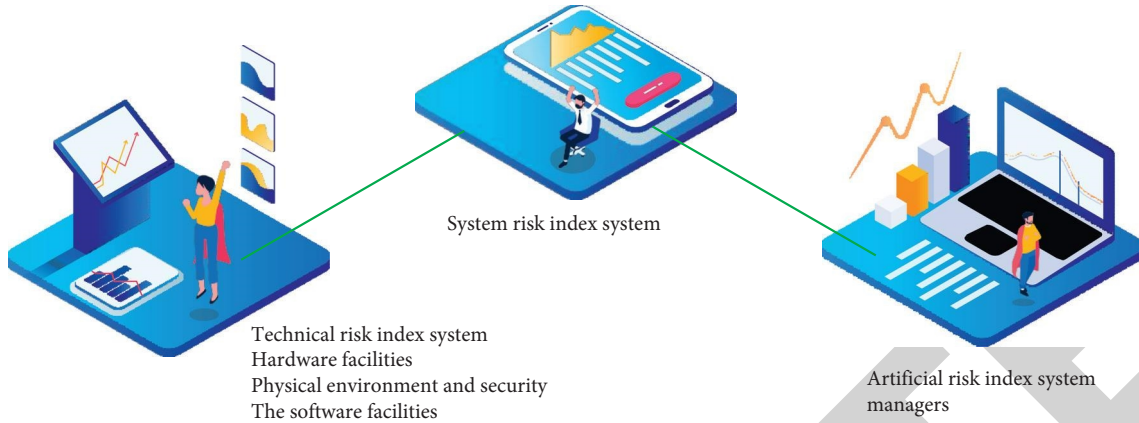 System risk index system
Technical risk index system
Hardware facilities
Physical environment and security
The software facilities
Artificial risk index system
managers